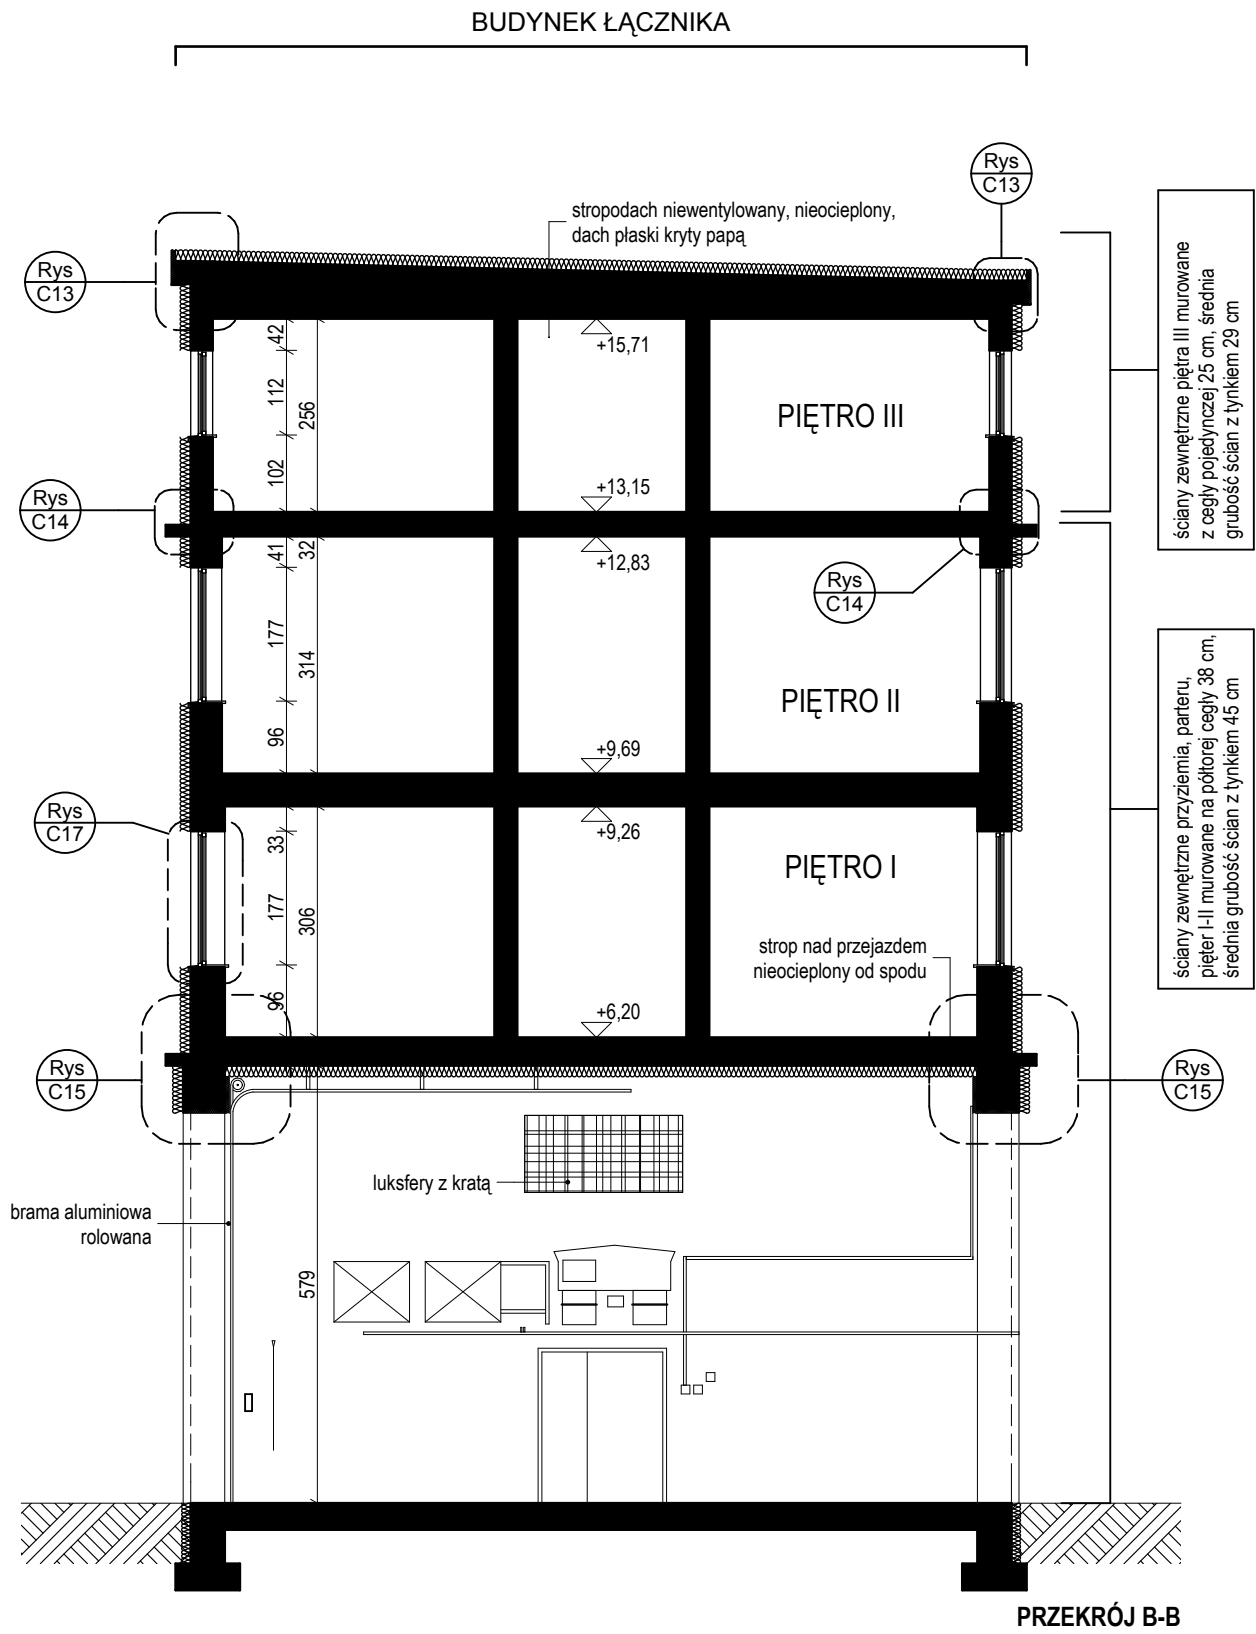 BUDYNEK ŁĄCZNIKA
Rys
C13
stropodach niewentylowany, nieocieplony,
dach płaski kryty papą
Rys
C13
ściany zewnętrzne piętra III murowane
z cegły pojedynczej 25 cm, średnia
grubość ścian z tynkiem 29 cm
42
112
102
256
+15,71
PIĘTRO III
+13,15
Rys
C14
41
32
+12,83
Rys
C14
177
314
96
PIĘTRO II
+9,69
ściany zewnętrzne przyziemia, parteru,
pięter I-II murowane na półtorej cegły 38 cm,
średnia grubość ścian z tynkiem 45 cm
Rys
C17
33
+9,26
PIĘTRO I
177
306
96
strop nad przejazdem
nieocieplony od spodu
+6,20
Rys
C15
Rys
C15
luksfery z kratą
brama aluminiowa
rolowana
579
PRZEKRÓJ B-B